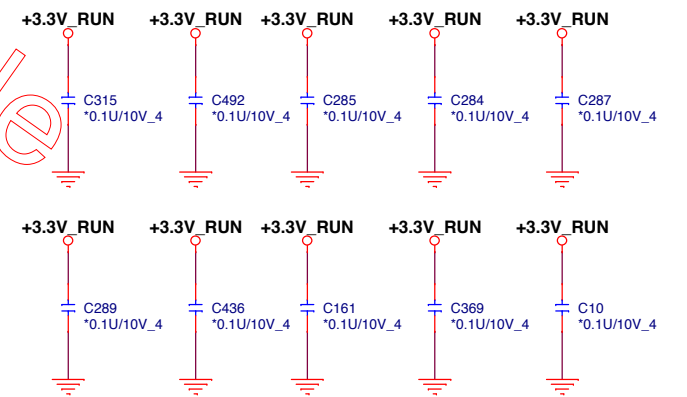 +3.3V_RUN +3.3V_RUN +3.3V_RUN +3.3V_RUN +3.3V_RUN
C315 C492 C285 C284 C287
*0.1U/10V_4 *0.1U/10V_4 *0.1U/10V_4 *0.1U/10V_4 *0.1U/10V_4
+3.3V_RUN +3.3V_RUN +3.3V_RUN +3.3V_RUN +3.3V_RUN
C289 C436 C161 C369 C10
*0.1U/10V_4 *0.1U/10V_4 *0.1U/10V_4 *0.1U/10V_4 *0.1U/10V_4